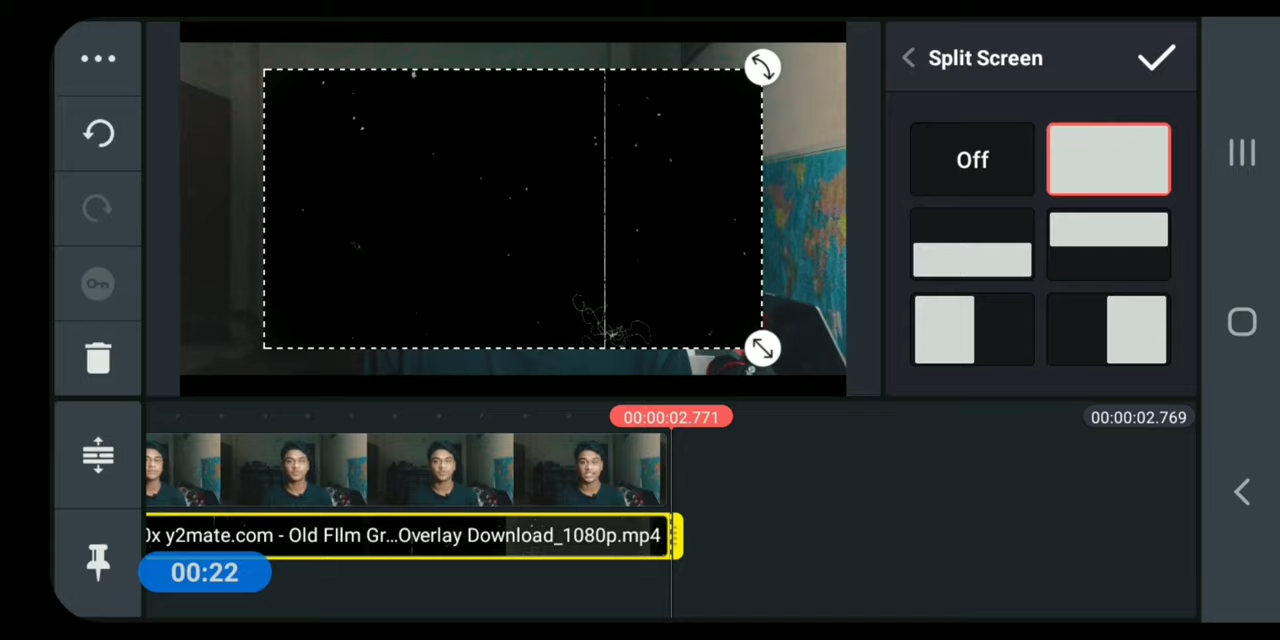 Split Screen
Off
00:00:02.771
00:00:02.769
0x y2mate.com - Old FIlm Gr...Overlay Download_1080p.mp4
00:22